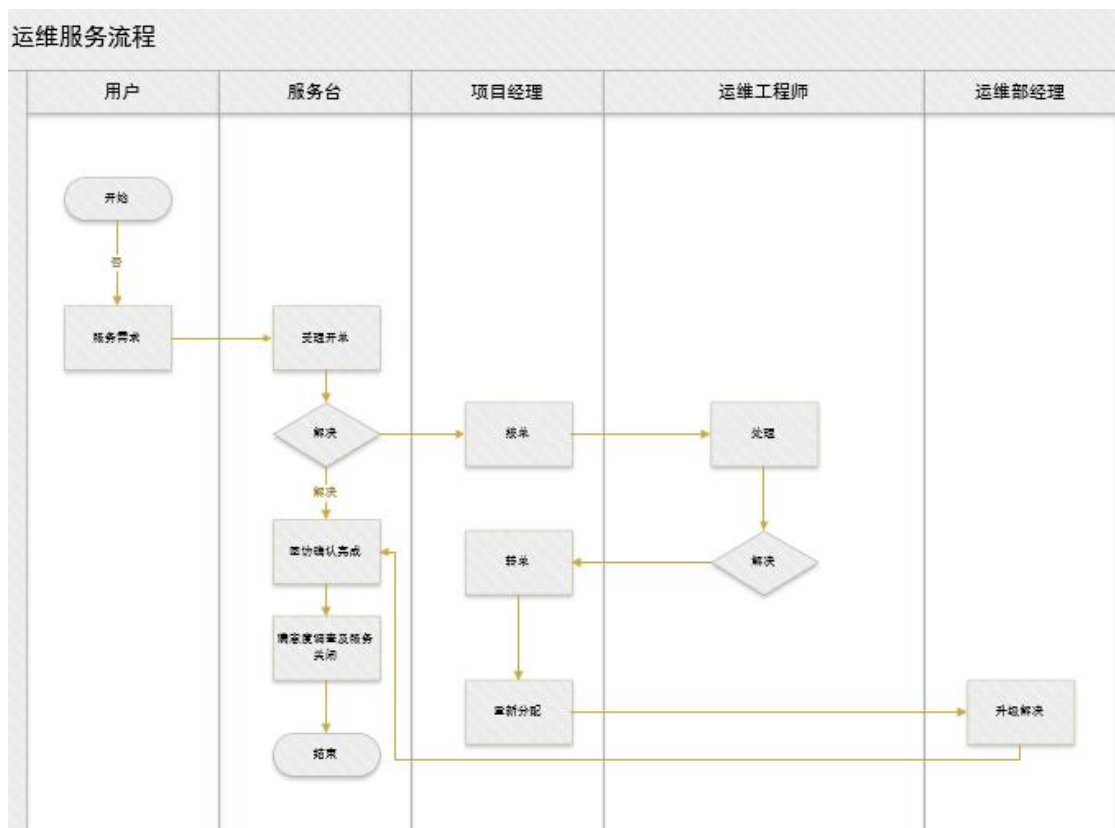 运维服务流程
用户
服务台
项目经理
运维工程师
运维部经理
开始
否
服务需求
受理开单
解决
接单
处理
解决
回访确认完成
转单
解决
满意度调查及服务
关闭
重新分配
升级解决
结束